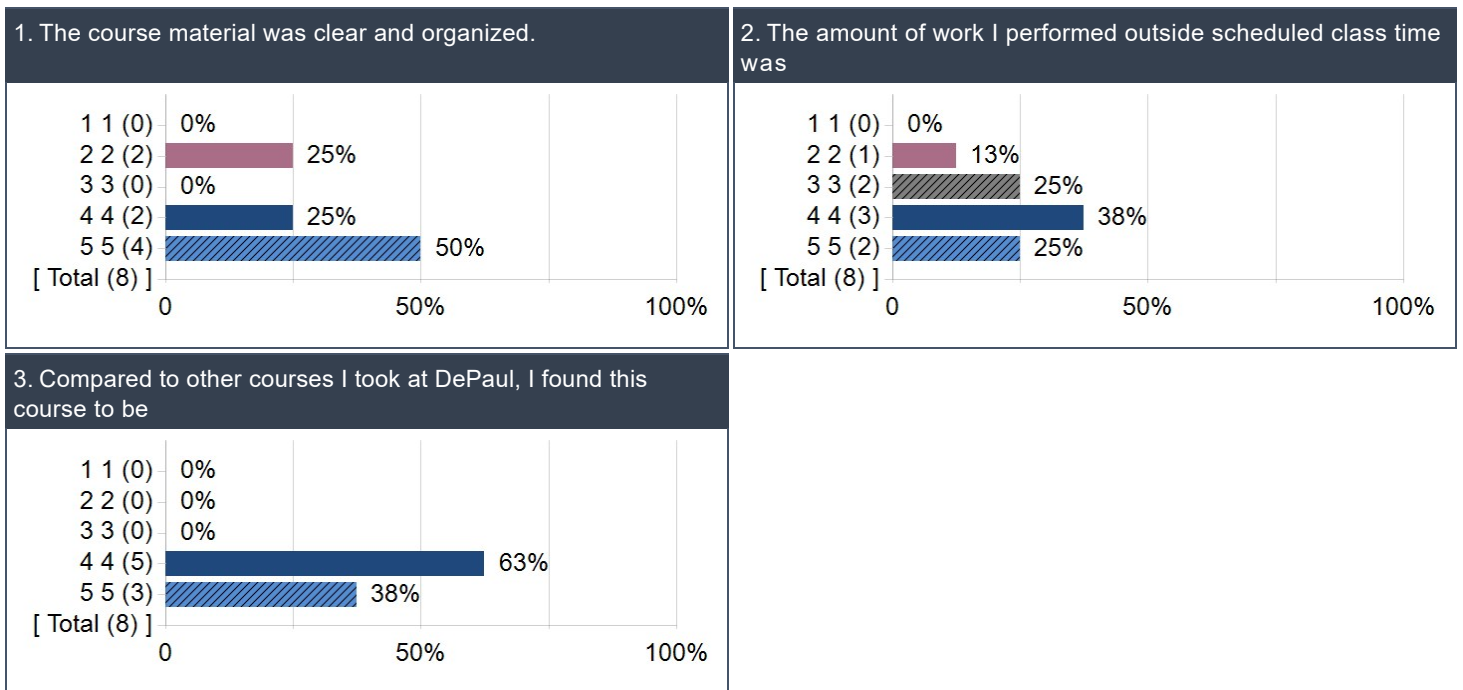 1. The course material was clear and organized.
1 1 (0) 0%
2 2 (2) 25%
3 3 (0) 0%
4 4 (2) 25%
5 5 (4) 50%
[ Total (8) ]
0 50% 100%
2. The amount of work I performed outside scheduled class time
was
1 1 (0) 0%
2 2 (1) 13%
3 3 (2) 25%
4 4 (3) 38%
5 5 (2) 25%
[ Total (8) ]
0 50% 100%
3. Compared to other courses I took at DePaul, I found this
course to be
1 1 (0) 0%
2 2 (0) 0%
3 3 (0) 0%
4 4 (5) 63%
5 5 (3) 38%
[ Total (8) ]
0 50% 100%